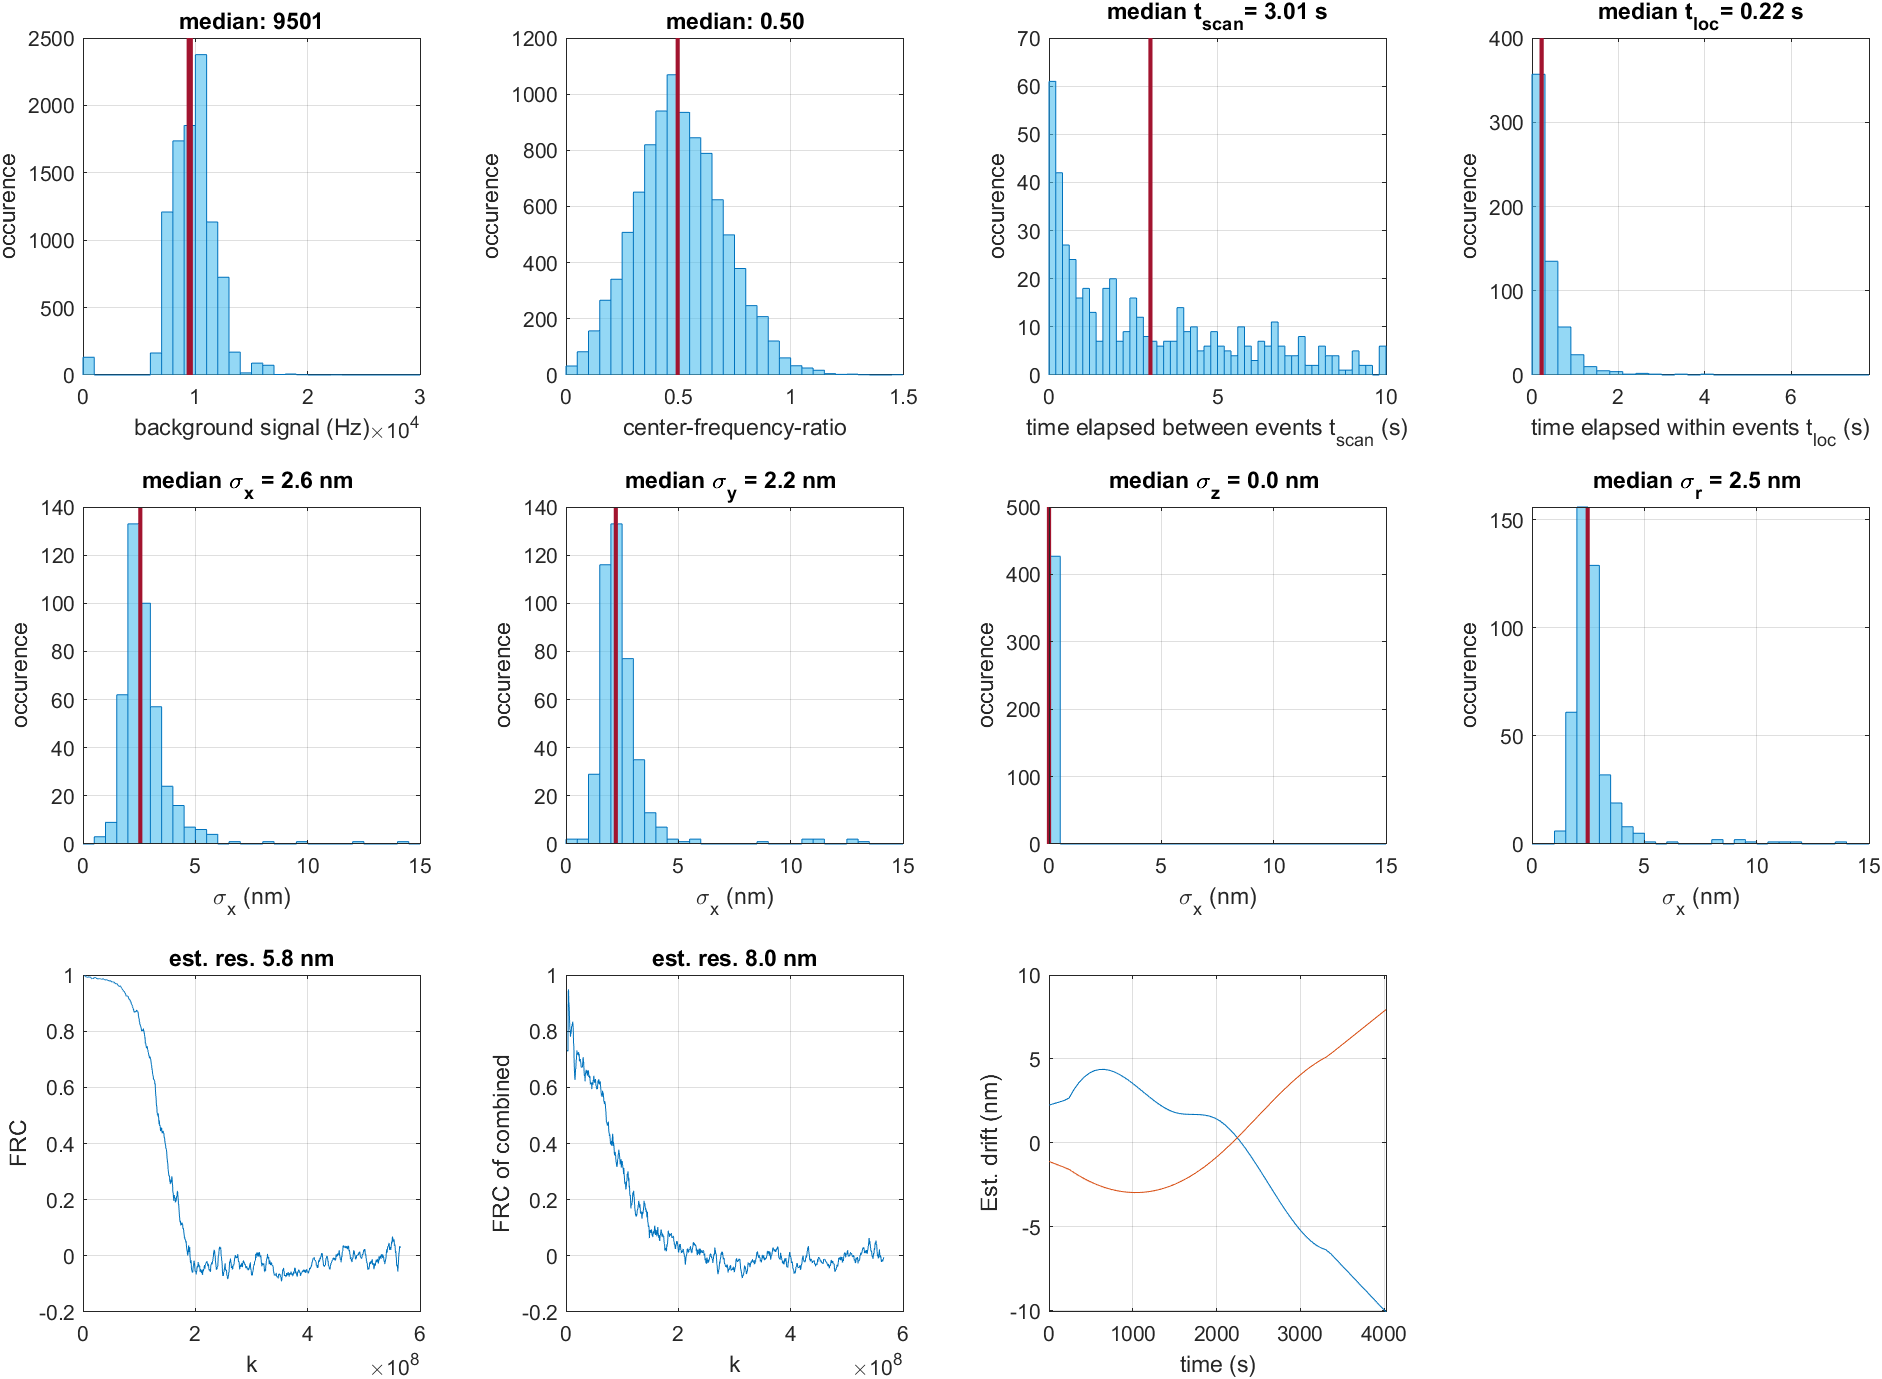 median: 9501
2500
2000
1500
1000
500
0
0 1 2 3
occurence
background signal (Hz) ×10⁴
median: 0.50
1200
1000
800
600
400
200
0
0 0.5 1 1.5
occurence
center-frequency-ratio
median t_scan = 3.01 s
70
60
50
40
30
20
10
0
0 5 10
occurence
time elapsed between events t_scan (s)
median t_loc = 0.22 s
400
300
200
100
0
0 2 4 6
occurence
time elapsed within events t_loc (s)
median σ_x = 2.6 nm
140
120
100
80
60
40
20
0
0 5 10 15
occurence
σ_x (nm)
median σ_y = 2.2 nm
140
120
100
80
60
40
20
0
0 5 10 15
occurence
σ_x (nm)
median σ_z = 0.0 nm
500
400
300
200
100
0
0 5 10 15
occurence
σ_x (nm)
median σ_r = 2.5 nm
150
100
50
0
0 5 10 15
occurence
σ_x (nm)
est. res. 5.8 nm
1
0.8
0.6
0.4
0.2
0
-0.2
0 2 4 6
FRC
k ×10⁸
est. res. 8.0 nm
1
0.8
0.6
0.4
0.2
0
-0.2
0 2 4 6
FRC of combined
k ×10⁸
10
5
0
-5
-10
0 1000 2000 3000 4000
Est. drift (nm)
time (s)